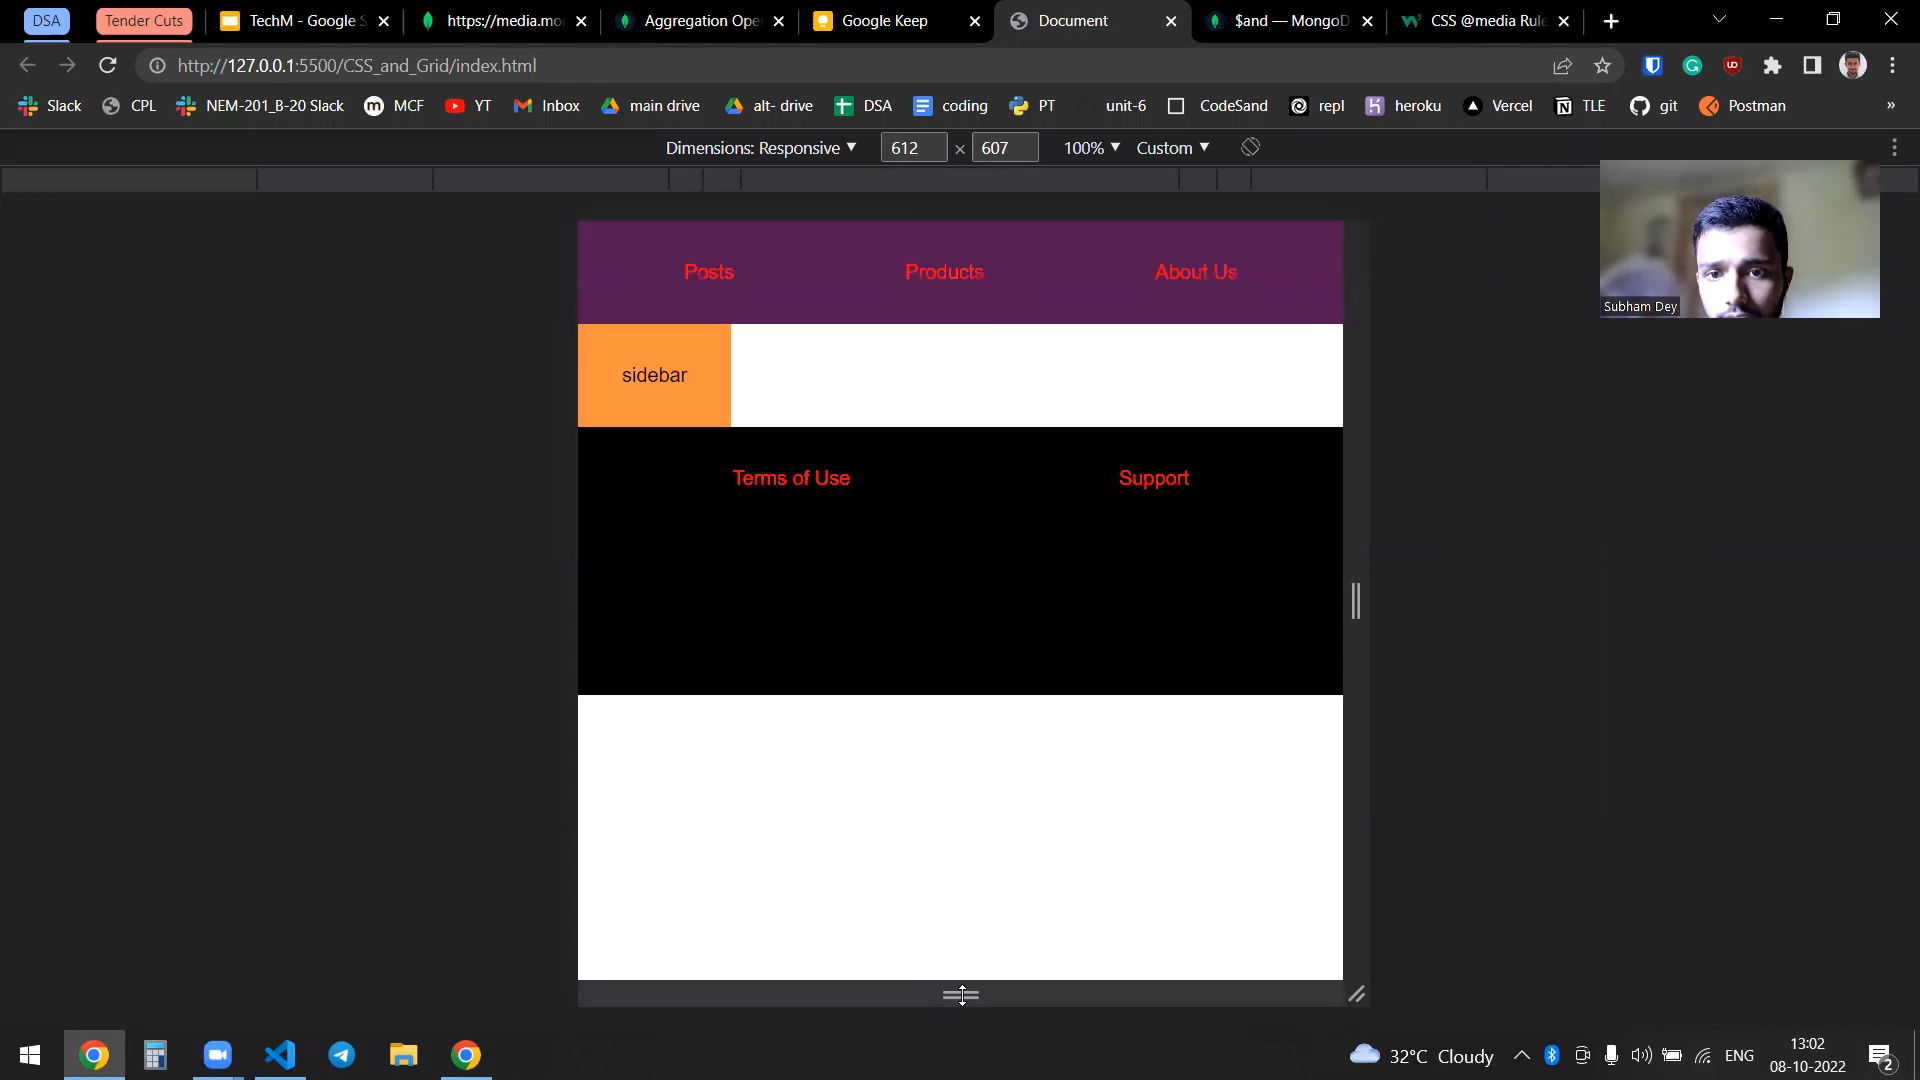 DSA
Tender Cuts
TechM - Google S
https://media.mo
Aggregation Ope
Google Keep
Document
$and — MongoD
CSS @media Rule
http://127.0.0.1:5500/CSS_and_Grid/index.html
Slack
CPL
NEM-201_B-20 Slack
MCF
YT
Inbox
main drive
alt- drive
DSA
coding
PT
unit-6
CodeSand
repl
heroku
Vercel
TLE
git
Postman
»
Dimensions: Responsive
612
×
607
100%
Custom
Posts
Products
About Us
Subham Dey
sidebar
Terms of Use
Support
32°C Cloudy
ENG
13:02
08-10-2022
2